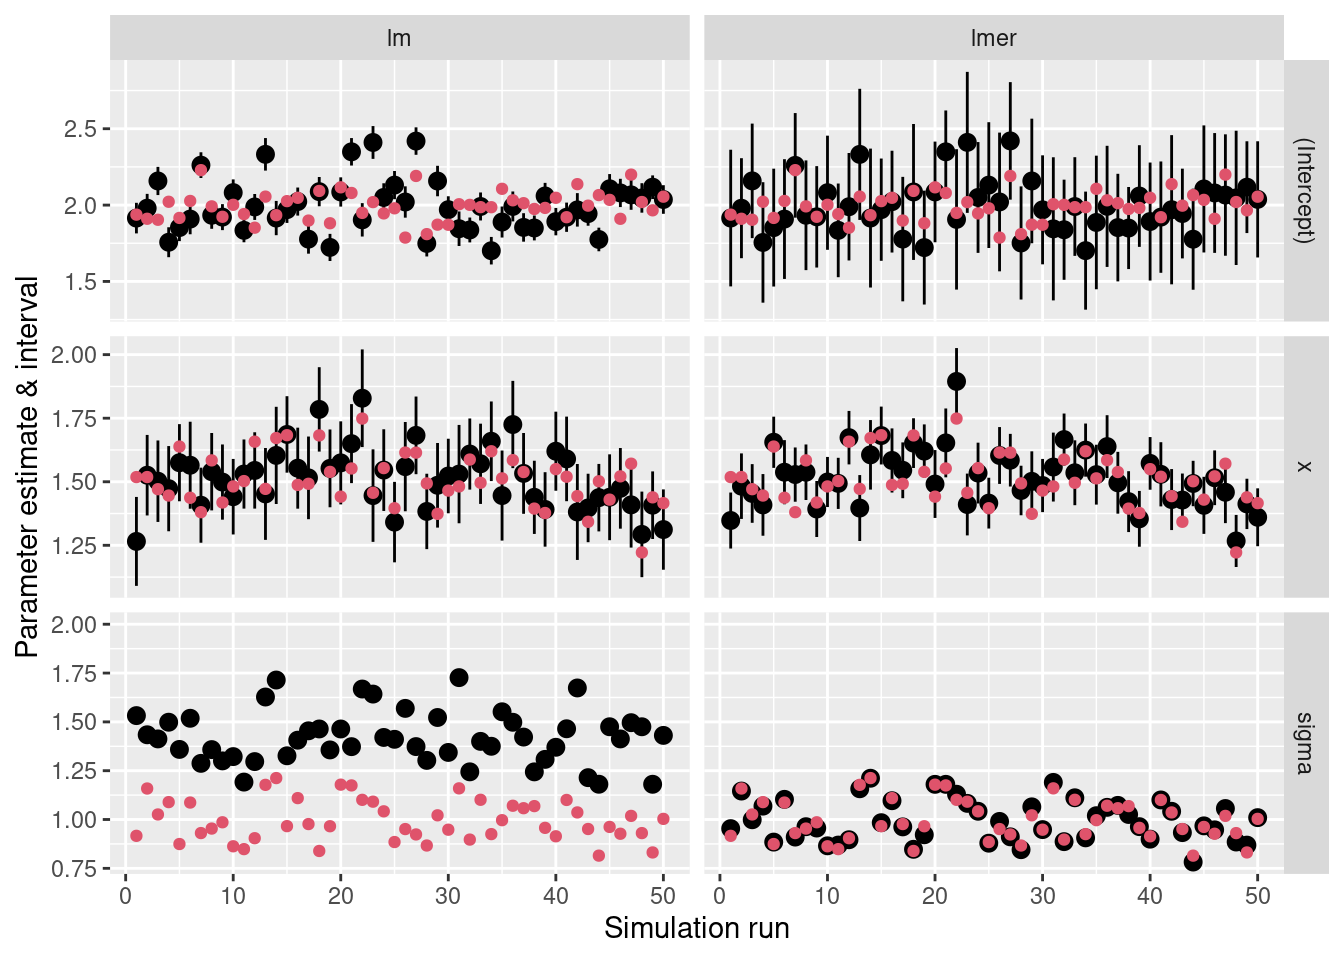 lm
lmer
2.5
2.0
1.5
(Intercept)
Parameter estimate & interval
2.00
1.75
1.50
1.25
x
2.00
1.75
1.50
1.25
1.00
0.75
sigma
0 10 20 30 40 50
0 10 20 30 40 50
Simulation run